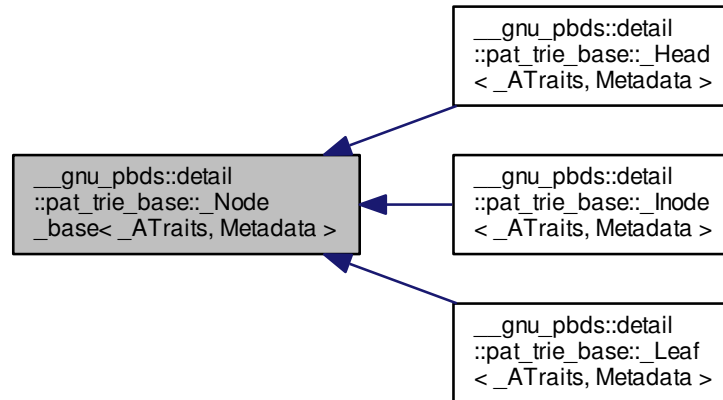 __gnu_pbds::detail
::pat_trie_base::_Head
< _ATraits, Metadata >
__gnu_pbds::detail
::pat_trie_base::_Node
_base< _ATraits, Metadata >
__gnu_pbds::detail
::pat_trie_base::_Inode
< _ATraits, Metadata >
__gnu_pbds::detail
::pat_trie_base::_Leaf
< _ATraits, Metadata >